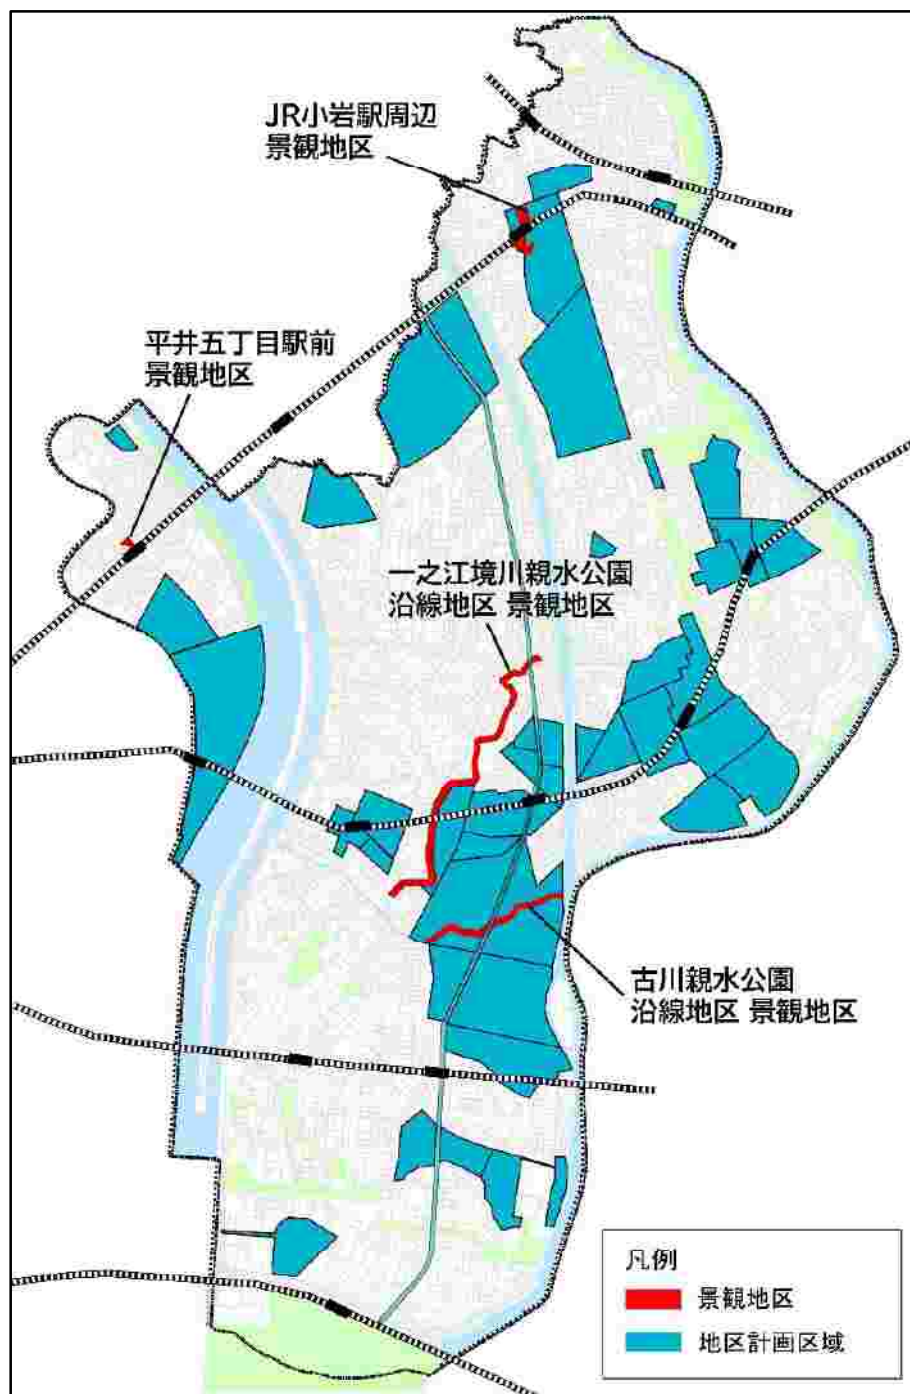 JR小岩駅周辺
景観地区
平井五丁目駅前
景観地区
一之江境川親水公園
沿線地区 景観地区
古川親水公園
沿線地区 景観地区
凡例
景観地区
地区計画区域